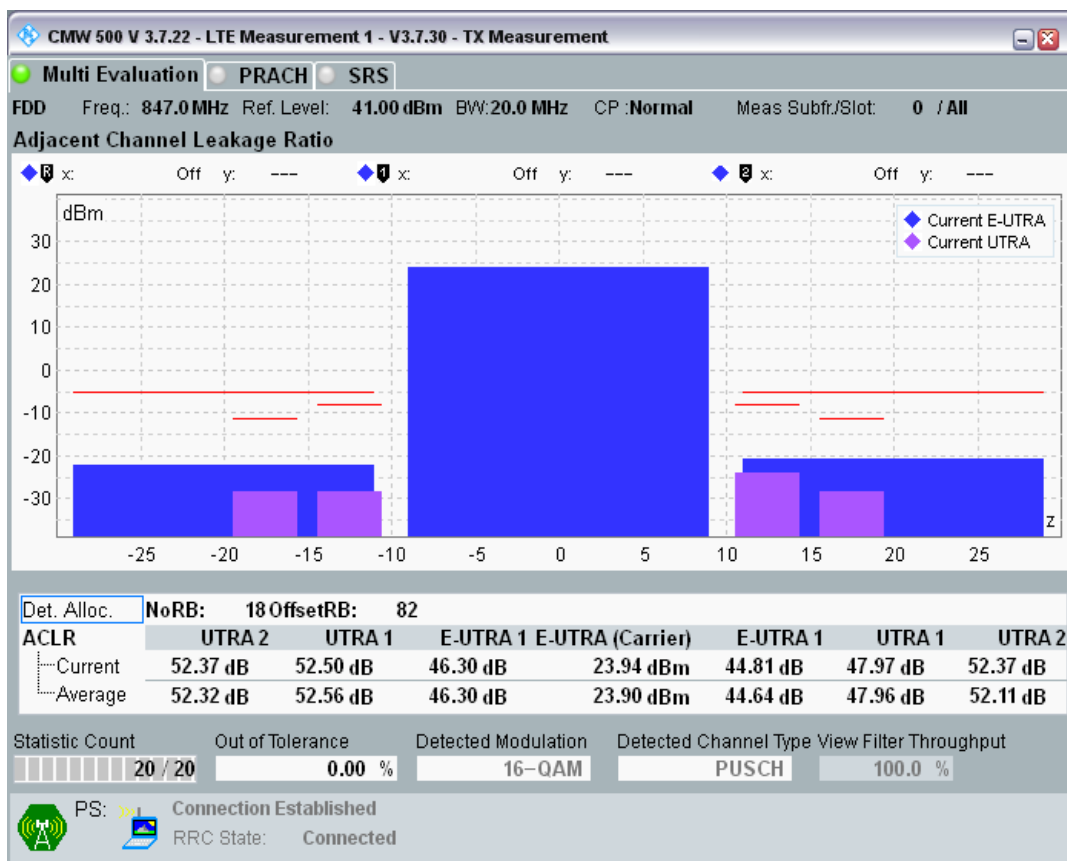 CMW 500 V 3.7.22 - LTE Measurement 1 - V3.7.30 - TX Measurement
Multi Evaluation PRACH SRS
FDD Freq.: 847.0 MHz Ref. Level: 41.00 dBm BW:20.0 MHz CP :Normal Meas Subfr./Slot: 0 / All
Adjacent Channel Leakage Ratio
R x: Off y: --- 1 x: Off y: --- 2 x: Off y: ---
dBm
Current E-UTRA
Current UTRA
30
20
10
0
-10
-20
-30
z
-25 -20 -15 -10 -5 0 5 10 15 20 25
Det. Alloc. NoRB: 18 OffsetRB: 82
ACLR UTRA 2 UTRA 1 E-UTRA 1 E-UTRA (Carrier) E-UTRA 1 UTRA 1 UTRA 2
Current 52.37 dB 52.50 dB 46.30 dB 23.94 dBm 44.81 dB 47.97 dB 52.37 dB
Average 52.32 dB 52.56 dB 46.30 dB 23.90 dBm 44.64 dB 47.96 dB 52.11 dB
Statistic Count Out of Tolerance Detected Modulation Detected Channel Type View Filter Throughput
20 / 20 0.00 % 16-QAM PUSCH 100.0 %
PS: Connection Established
RRC State: Connected